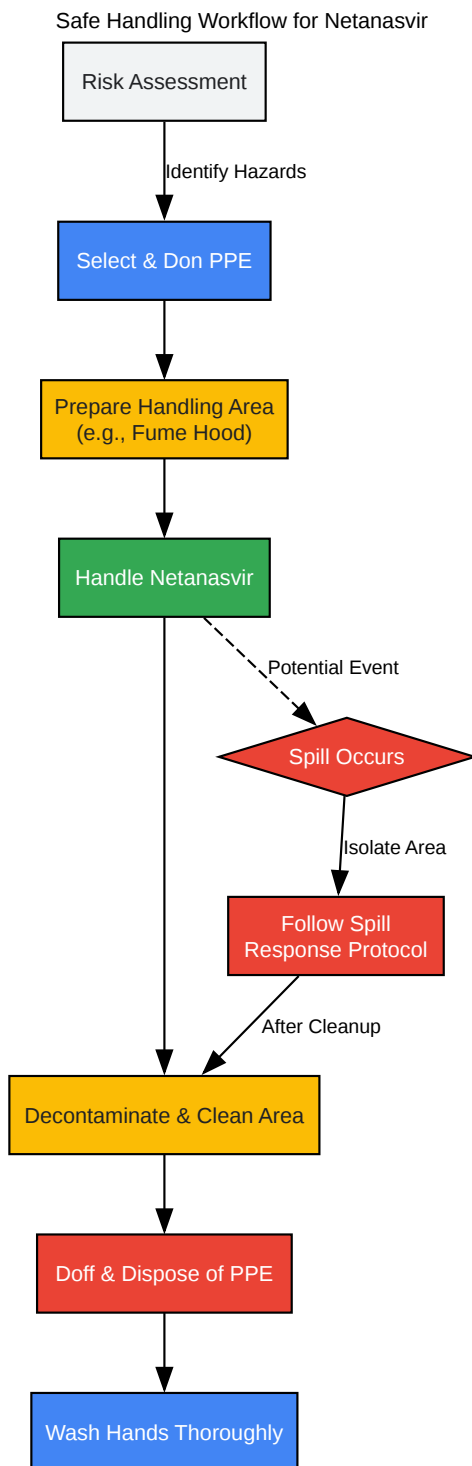 Safe Handling Workflow for Netanasvir
Risk Assessment
Identify Hazards
Select & Don PPE
Prepare Handling Area
(e.g., Fume Hood)
Handle Netanasvir
Potential Event
Spill Occurs
Isolate Area
Follow Spill
Response Protocol
After Cleanup
Decontaminate & Clean Area
Doff & Dispose of PPE
Wash Hands Thoroughly